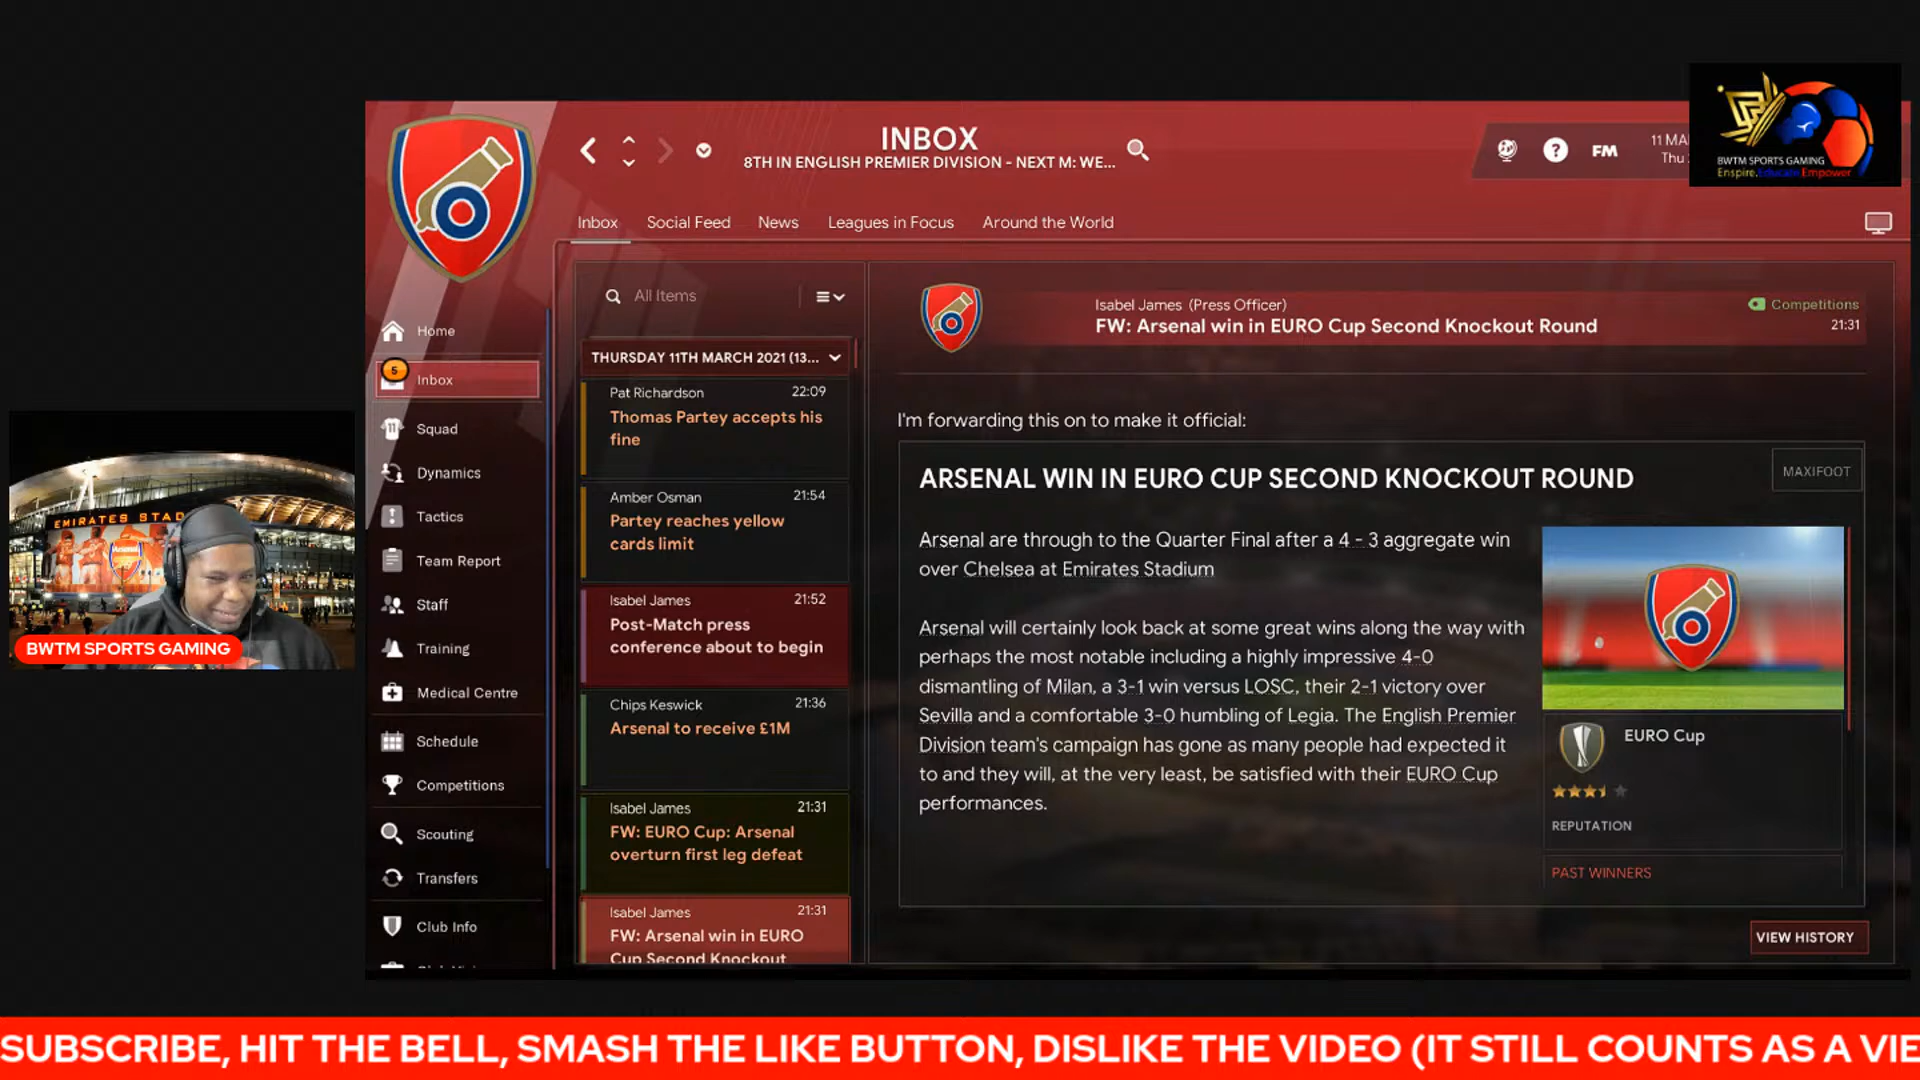 INBOX
8TH IN ENGLISH PREMIER DIVISION - NEXT M: WE...
FM
11 MA
Thu
BWTM SPORTS GAMING
Enspire.Educate.Empower
Inbox
Social Feed
News
Leagues in Focus
Around the World
Home
5
Inbox
Squad
Dynamics
Tactics
Team Report
Staff
Training
Medical Centre
Schedule
Competitions
Scouting
Transfers
Club Info
All Items
THURSDAY 11TH MARCH 2021 (13...
Pat Richardson 22:09
Thomas Partey accepts his
fine
Amber Osman 21:54
Partey reaches yellow
cards limit
Isabel James 21:52
Post-Match press
conference about to begin
Chips Keswick 21:36
Arsenal to receive £1M
Isabel James 21:31
FW: EURO Cup: Arsenal
overturn first leg defeat
Isabel James 21:31
FW: Arsenal win in EURO
Cup Second Knockout
Isabel James (Press Officer)
FW: Arsenal win in EURO Cup Second Knockout Round
Competitions
21:31
I'm forwarding this on to make it official:
ARSENAL WIN IN EURO CUP SECOND KNOCKOUT ROUND
MAXIFOOT
Arsenal are through to the Quarter Final after a 4 - 3 aggregate win
over Chelsea at Emirates Stadium
Arsenal will certainly look back at some great wins along the way with
perhaps the most notable including a highly impressive 4-0
dismantling of Milan, a 3-1 win versus LOSC, their 2-1 victory over
Sevilla and a comfortable 3-0 humbling of Legia. The English Premier
Division team's campaign has gone as many people had expected it
to and they will, at the very least, be satisfied with their EURO Cup
performances.
EURO Cup
REPUTATION
PAST WINNERS
VIEW HISTORY
EMIRATES STAD
Arsenal
BWTM SPORTS GAMING
SUBSCRIBE, HIT THE BELL, SMASH THE LIKE BUTTON, DISLIKE THE VIDEO (IT STILL COUNTS AS A VIE